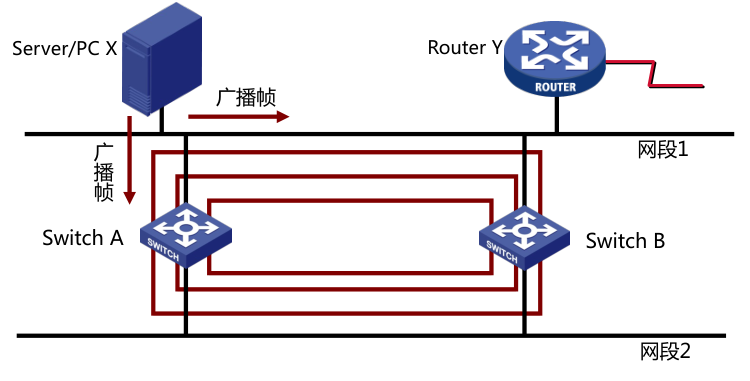 Server/PC X
Router Y
ROUTER
广播帧
网段1
广播帧
Switch A
SWITCH
SWITCH
Switch B
网段2